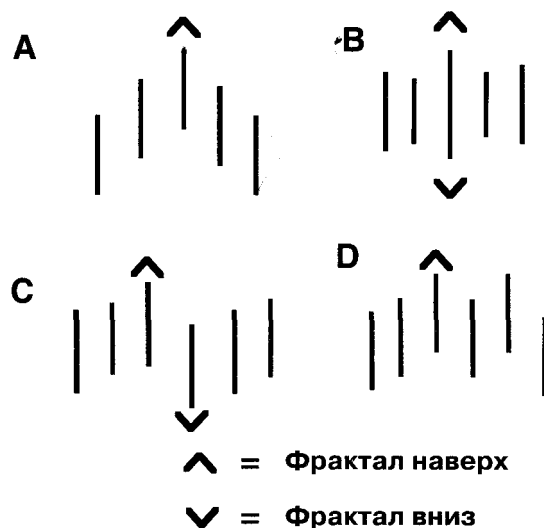 A
B
C
D
= Фрактал наверх
= Фрактал вниз